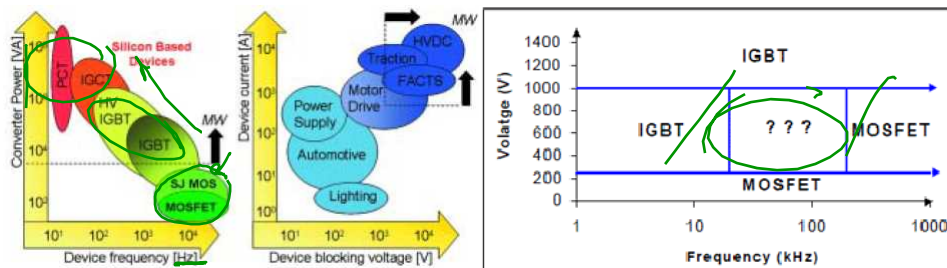 Converter Power [VA]
10⁴
10²
Silicon Based
Devices
PCT
IGCT
HV
IGBT
IGBT
MW
SJ MOS
MOSFET
10¹ 10² 10³ 10⁴
Device frequency [Hz]
Device current [A]
10⁴
10³
10²
10¹
10⁰
MW
HVDC
Traction
FACTS
Motor
Drive
Power
Supply
Automotive
Lighting
10¹ 10² 10³ 10⁴
Device blocking voltage [V]
Volatge (V)
1400
1200
1000
800
600
400
200
0
IGBT
IGBT
? ? ?
MOSFET
MOSFET
1 10 100 1000
Frequency (kHz)